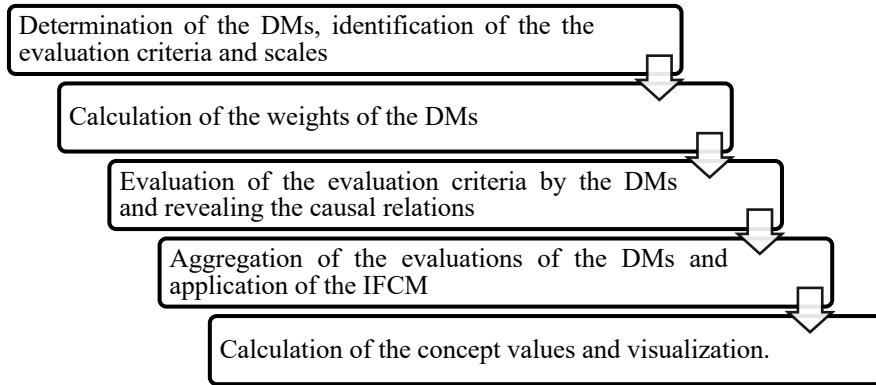 Determination of the DMs, identification of the the
evaluation criteria and scales
Calculation of the weights of the DMs
Evaluation of the evaluation criteria by the DMs
and revealing the causal relations
Aggregation of the evaluations of the DMs and
application of the IFCM
Calculation of the concept values and visualization.